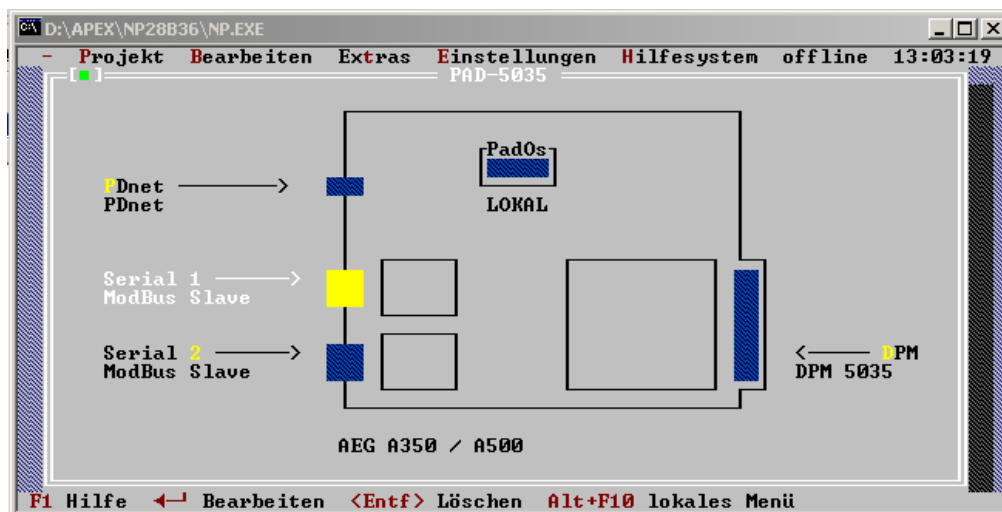 D:\APEX\NP28B36\NP.EXE
- Projekt Bearbeiten Extras Einstellungen Hilfesystem offline 13:03:19
PAD-5035
PadOs
LOKAL
PDnet
PDnet
Serial 1
ModBus Slave
Serial 2
ModBus Slave
DPM
DPM 5035
AEG A350 / A500
F1 Hilfe Bearbeiten <Entf> Löschen Alt+F10 lokales Menü